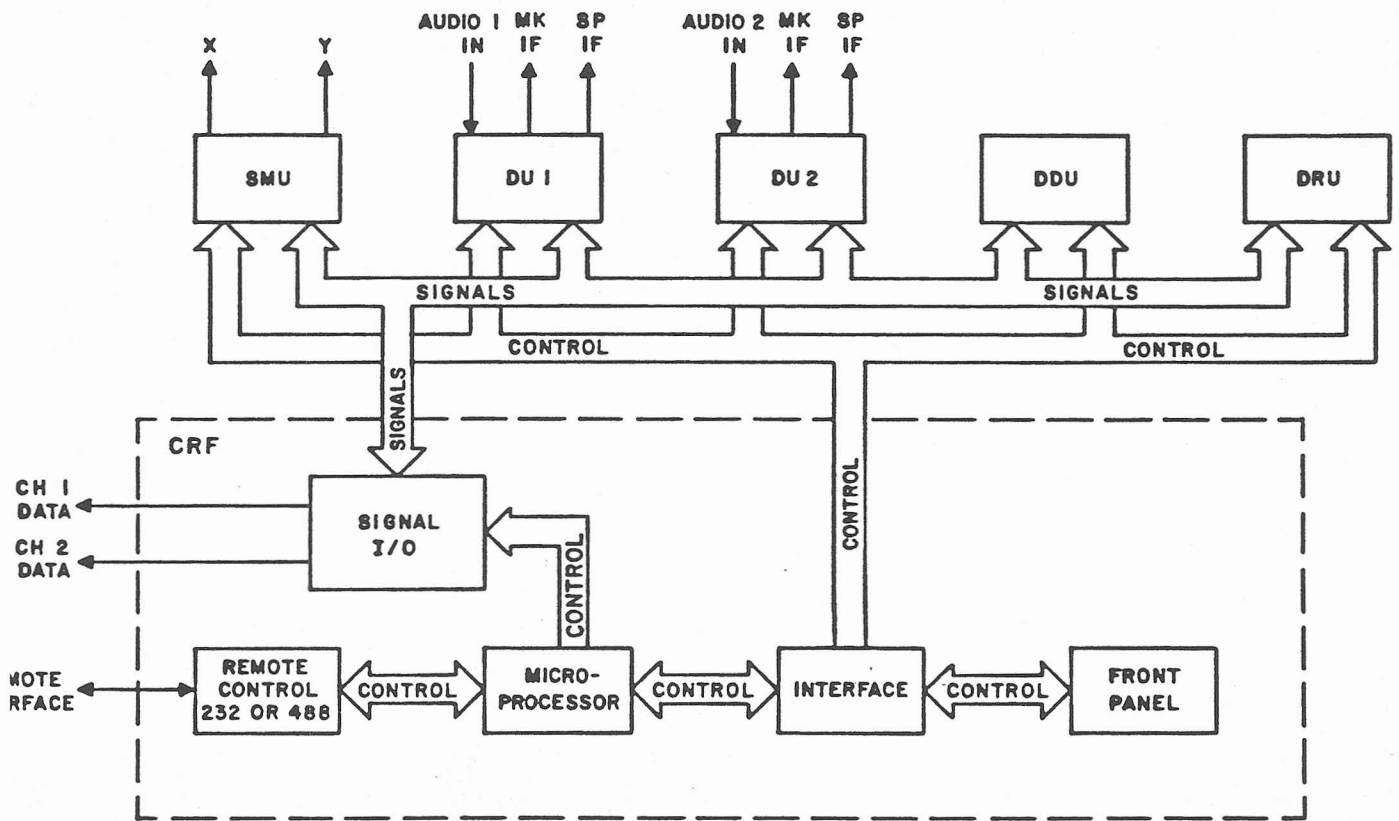 X
Y
AUDIO 1
IN
MK
IF
SP
IF
AUDIO 2
IN
MK
IF
SP
IF
SMU
DU 1
DU 2
DDU
DRU
SIGNALS
SIGNALS
CONTROL
CONTROL
SIGNALS
CONTROL
CRF
CH 1
DATA
CH 2
DATA
SIGNAL
I/O
CONTROL
MOTE
RFACE
REMOTE
CONTROL
232 OR 488
CONTROL
MICRO-
PROCESSOR
CONTROL
INTERFACE
CONTROL
FRONT
PANEL